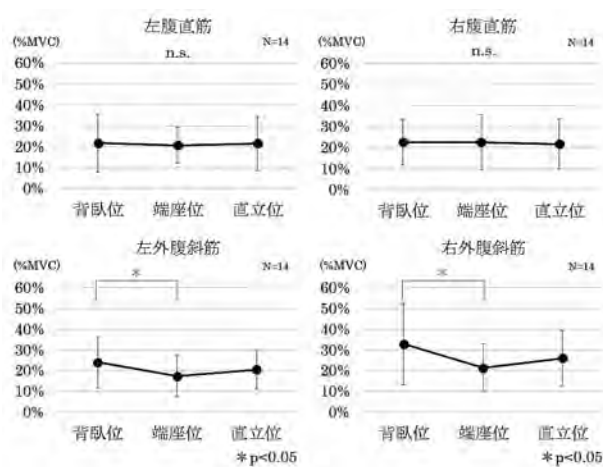 左腹直筋
(%MVC)
n.s.
N=14
60%
50%
40%
30%
20%
10%
0%
背臥位 端座位 直立位
右腹直筋
(%MVC)
n.s.
N=14
60%
50%
40%
30%
20%
10%
0%
背臥位 端座位 直立位
左外腹斜筋
(%MVC)
*
N=14
60%
50%
40%
30%
20%
10%
0%
背臥位 端座位 直立位
*p<0.05
右外腹斜筋
(%MVC)
*
N=14
60%
50%
40%
30%
20%
10%
0%
背臥位 端座位 直立位
*p<0.05